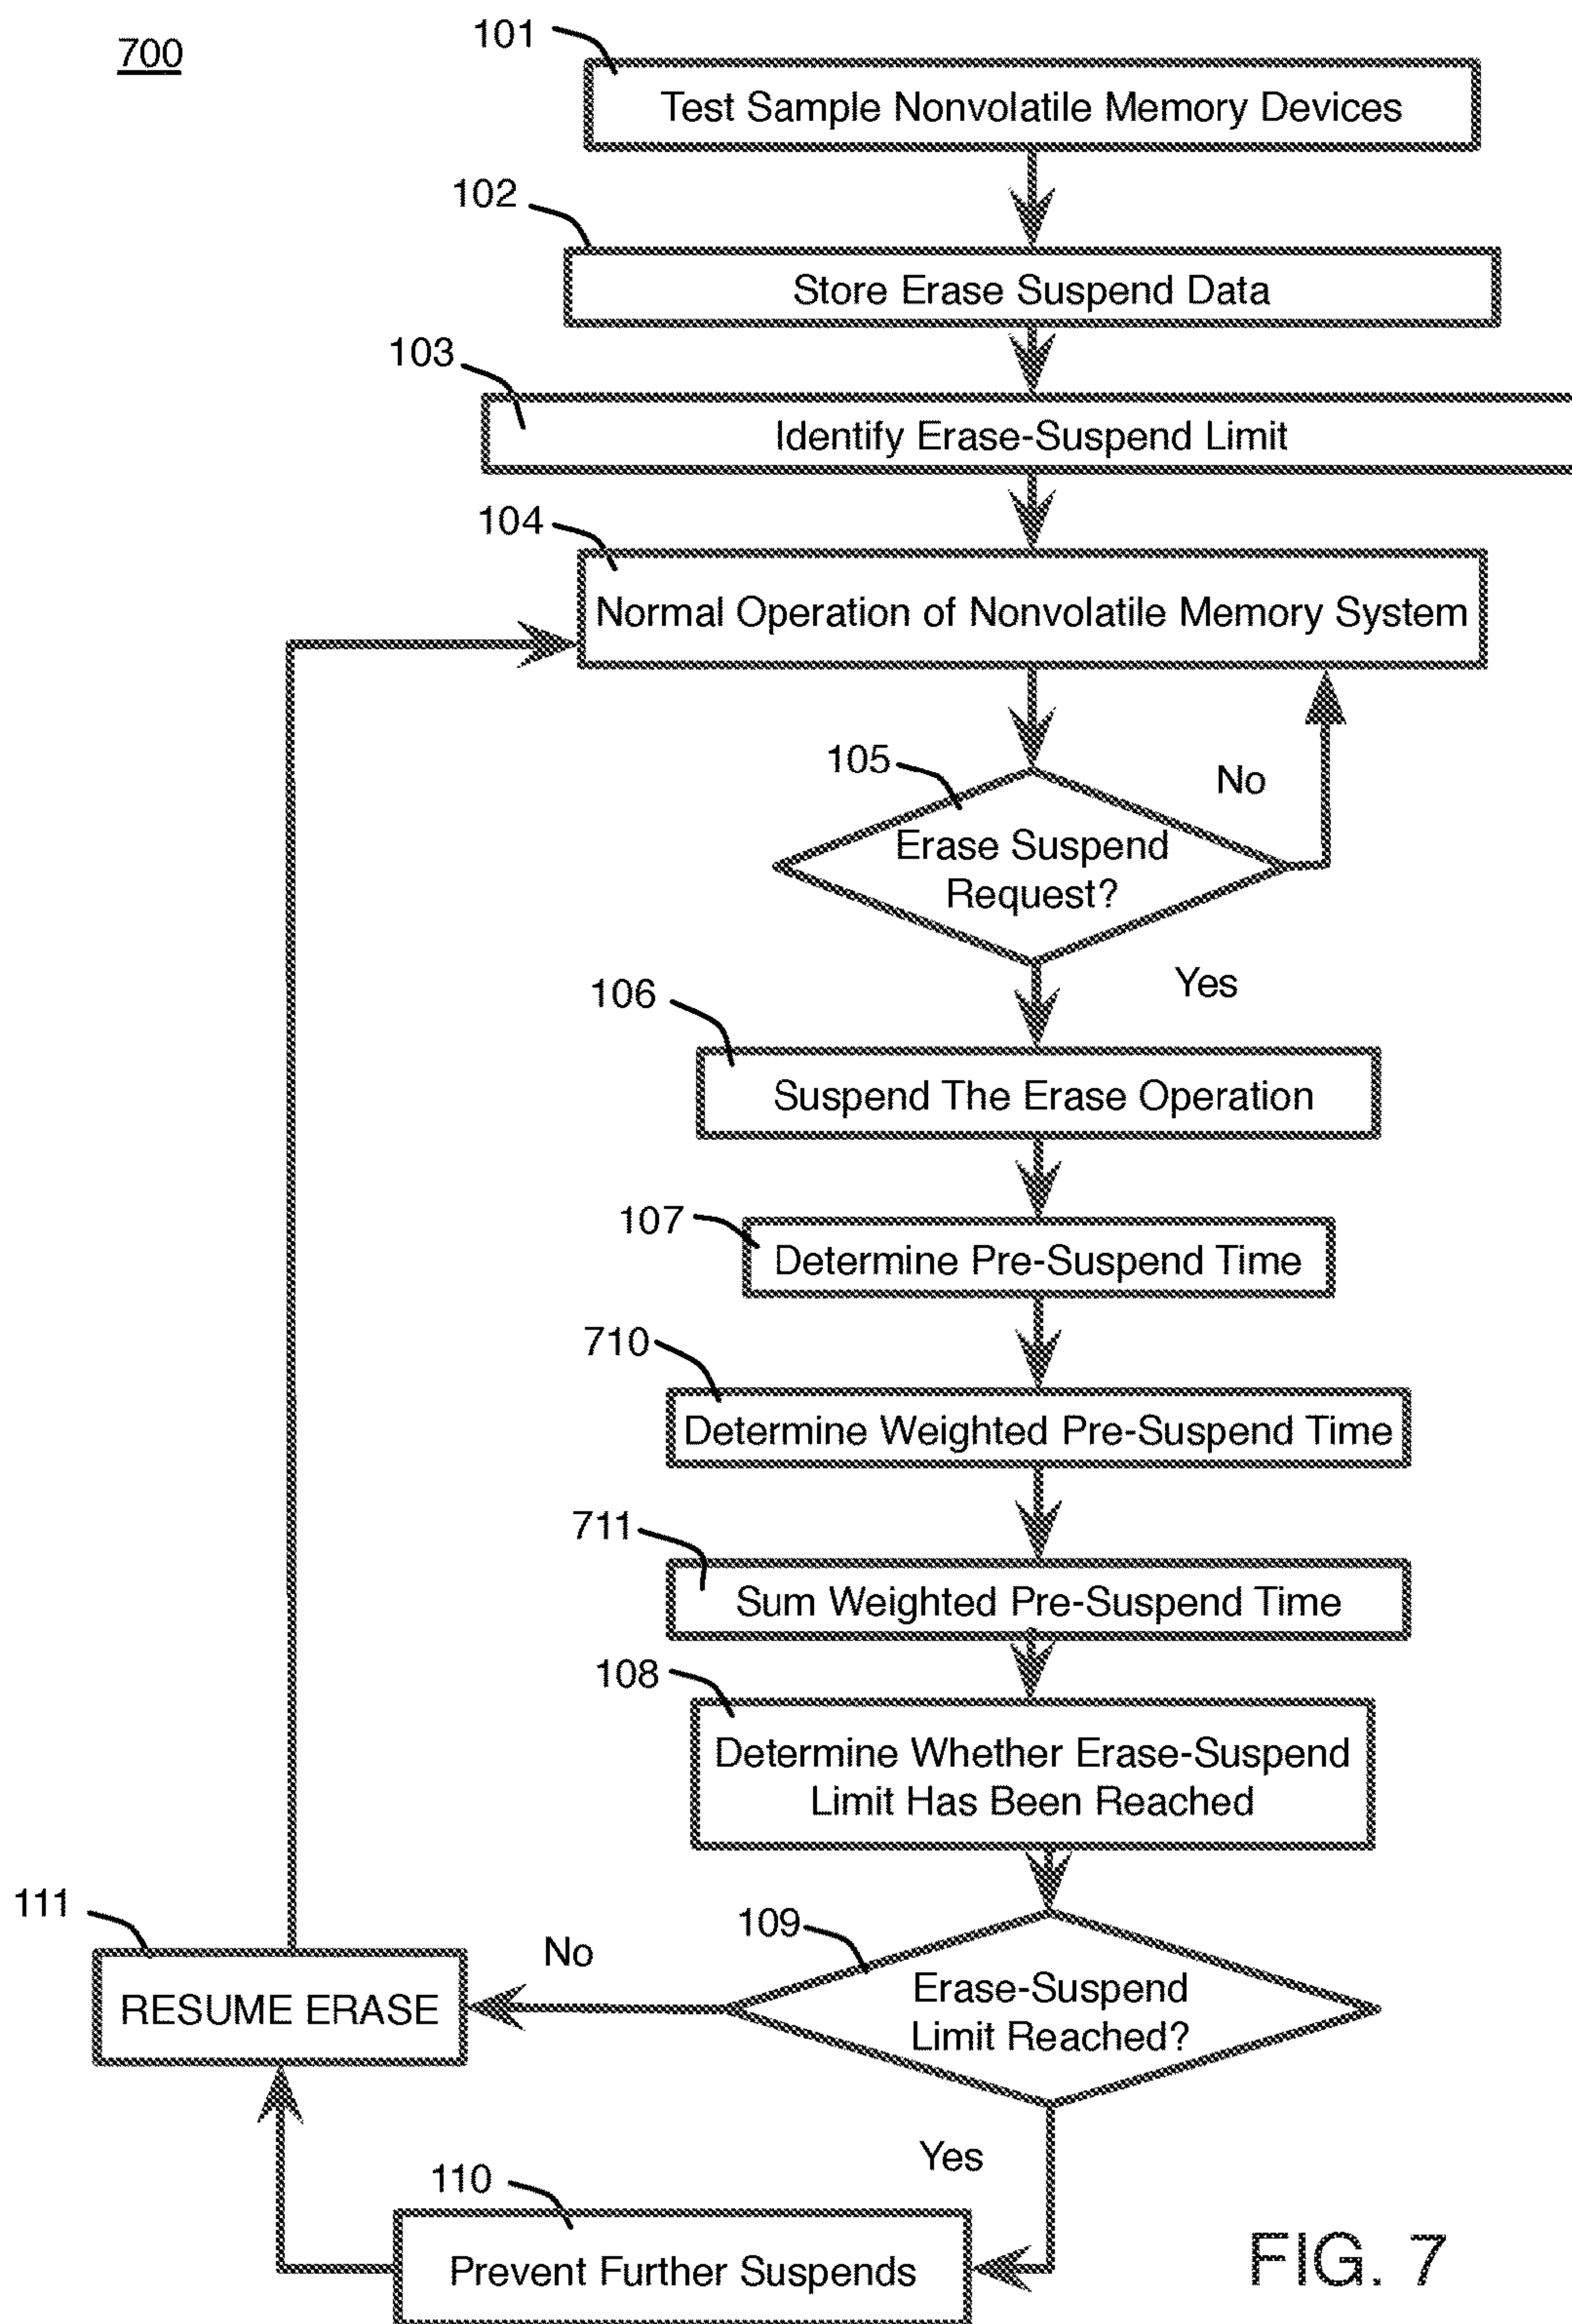 700
101
Test Sample Nonvolatile Memory Devices
102
Store Erase Suspend Data
103
Identify Erase-Suspend Limit
104
Normal Operation of Nonvolatile Memory System
105
No
Erase Suspend
Request?
Yes
106
Suspend The Erase Operation
107
Determine Pre-Suspend Time
710
Determine Weighted Pre-Suspend Time
711
Sum Weighted Pre-Suspend Time
108
Determine Whether Erase-Suspend
Limit Has Been Reached
111
RESUME ERASE
No
109
Erase-Suspend
Limit Reached?
Yes
110
Prevent Further Suspends
FIG. 7